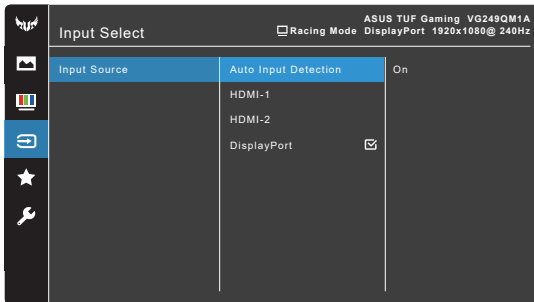 ASUS TUF Gaming VG249QM1A
Input Select
Racing Mode DisplayPort 1920x1080@ 240Hz
Input Source
Auto Input Detection
On
HDMI-1
HDMI-2
DisplayPort